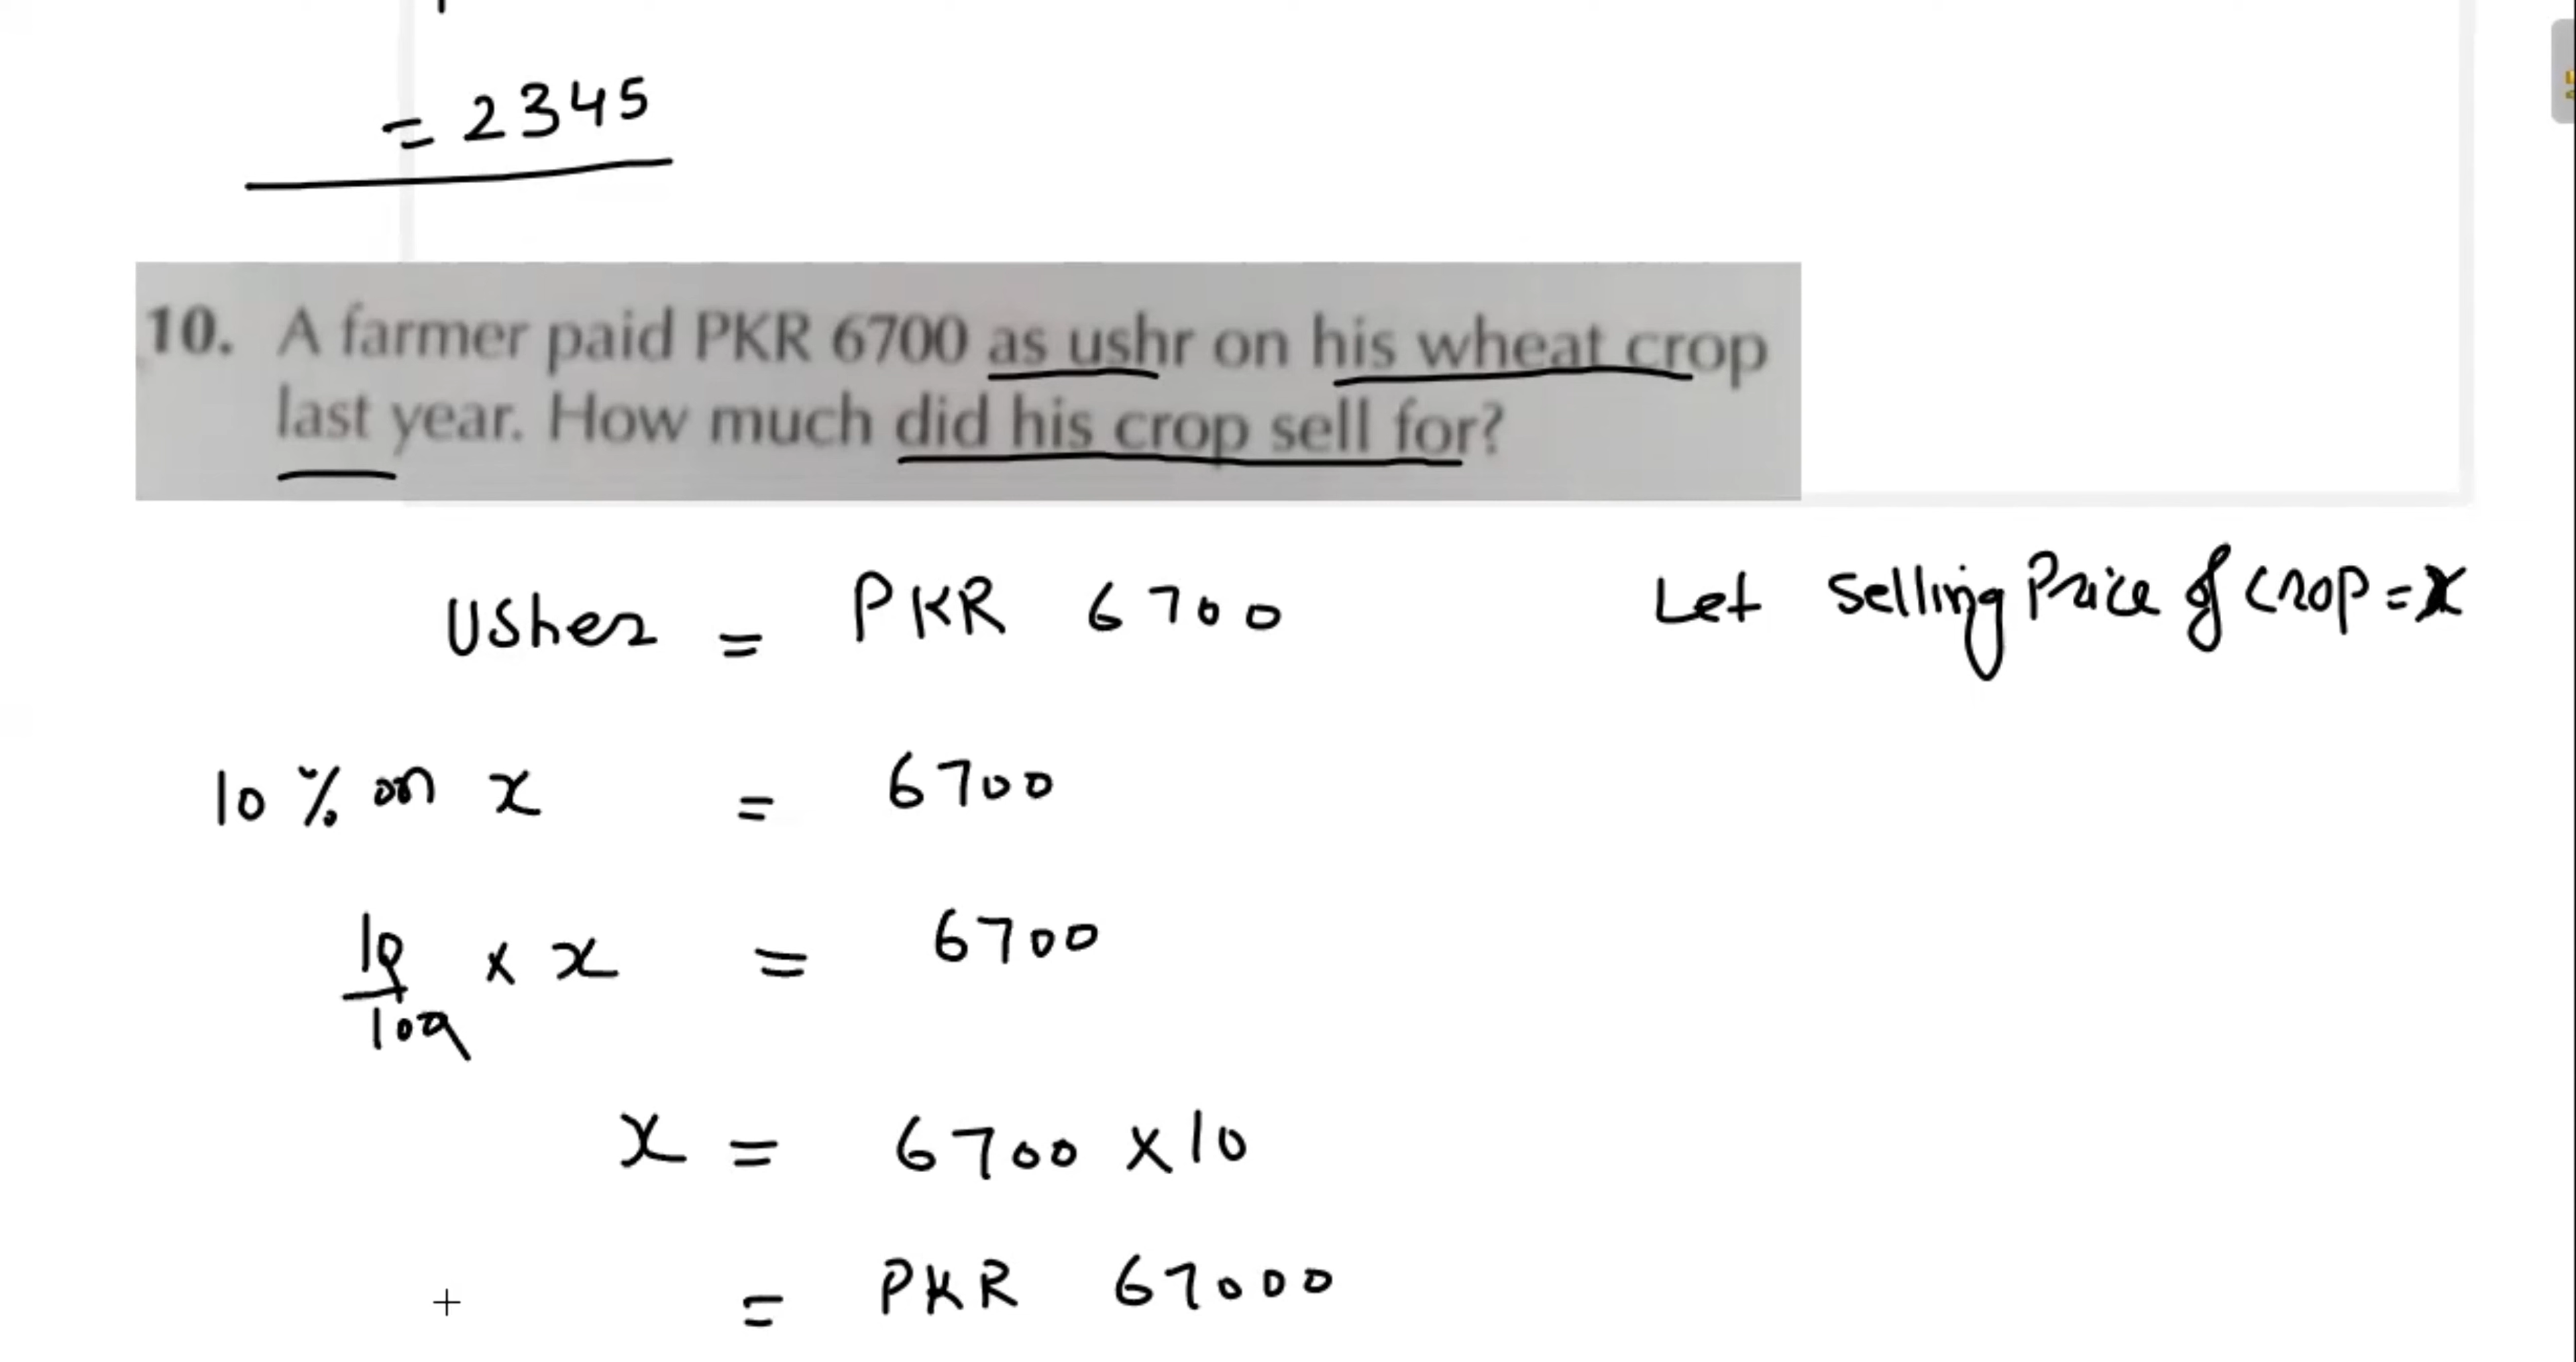 = 2345
10. A farmer paid PKR 6700 as ushr on his wheat crop
last year. How much did his crop sell for?
Usher = PKR 6700 Let Selling Price of crop = x
10 % on x = 6700
10/100 × x = 6700
x = 6700 × 10
= PKR 67000